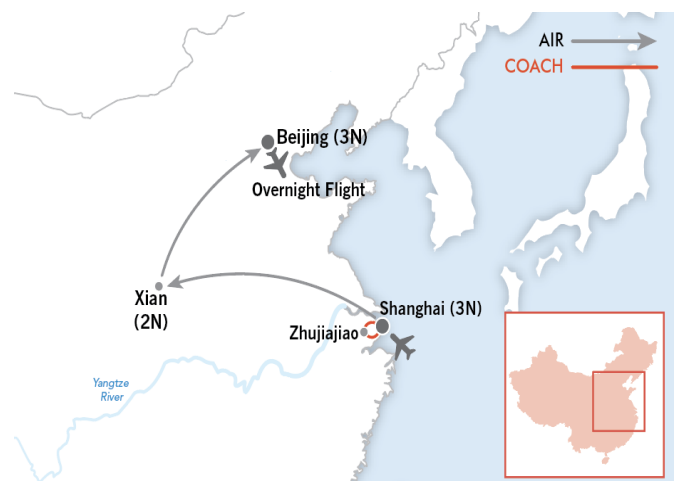 AIR
COACH
Beijing (3N)
Overnight Flight
Xian
(2N)
Shanghai (3N)
Zhujiajiao
Yangtze
River